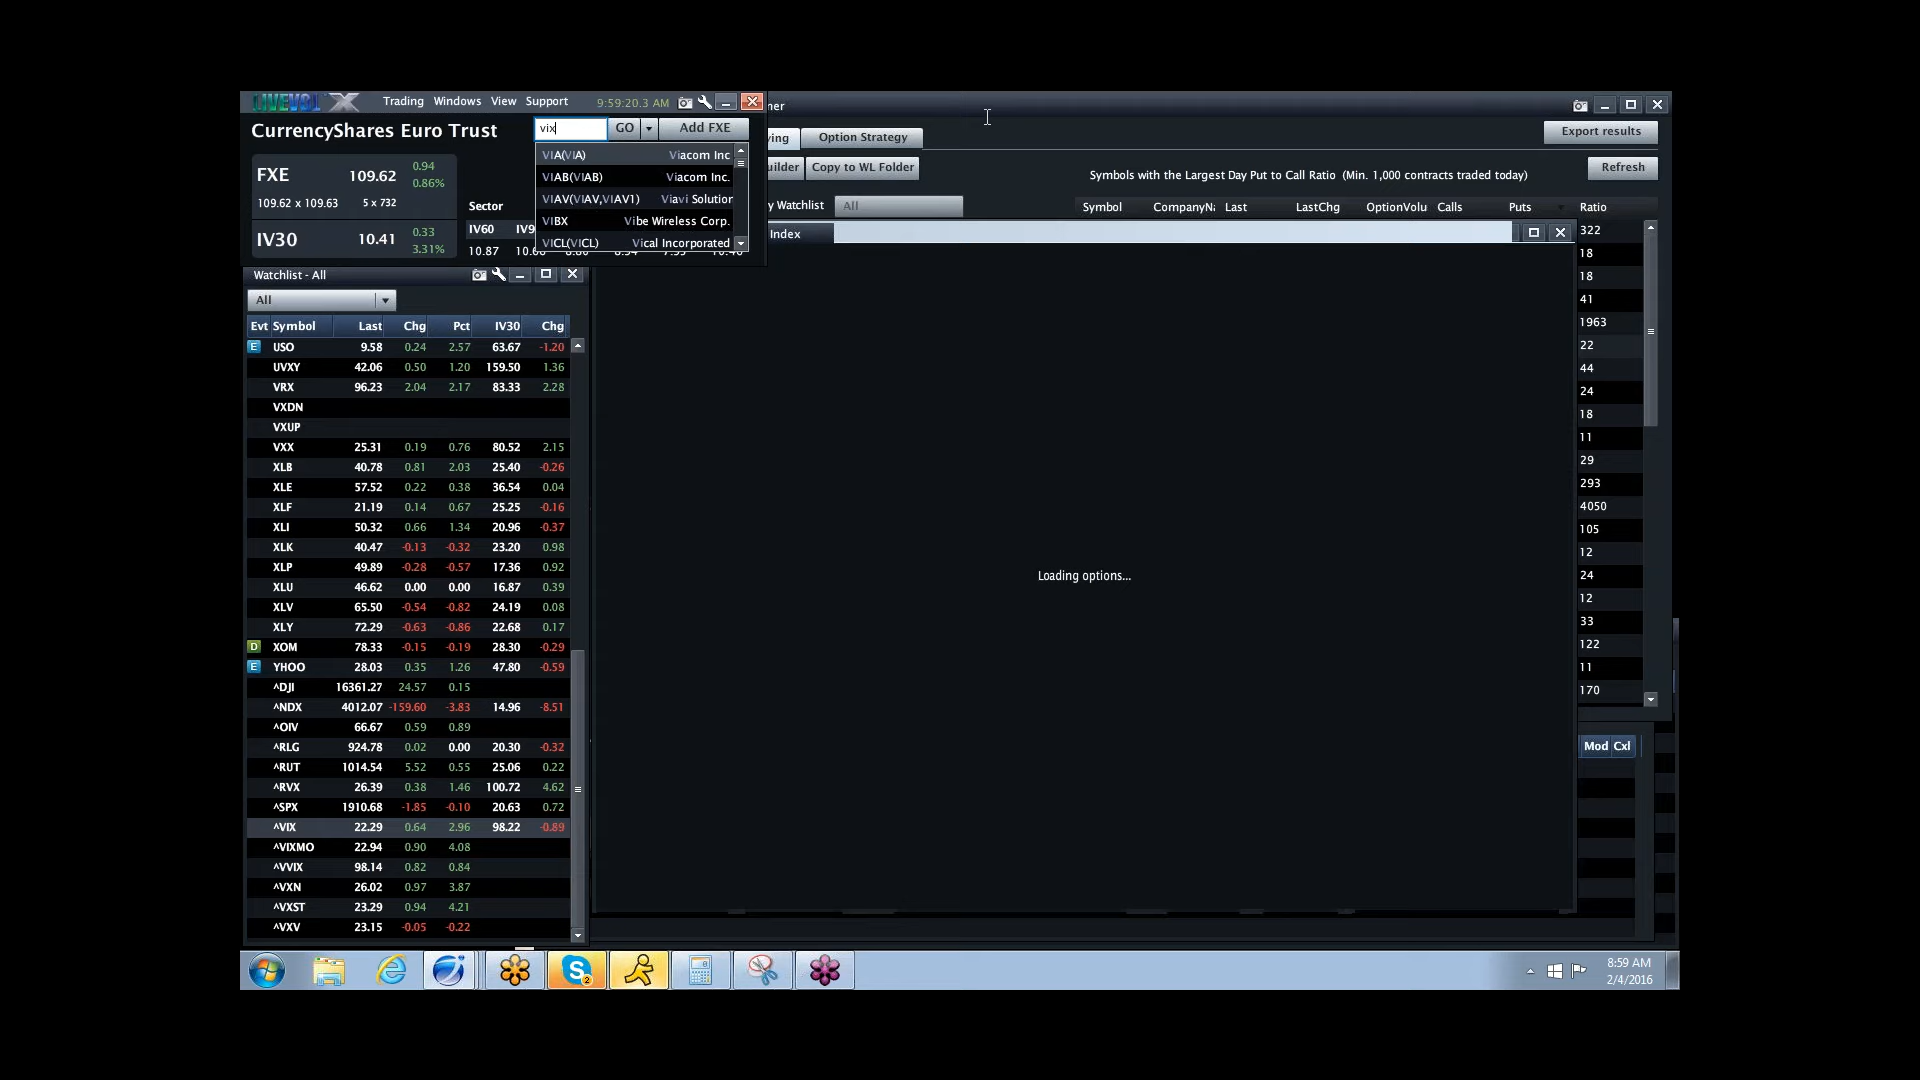 LIVEVOL X Trading Windows View Support 9:59:20.3 AM
CurrencyShares Euro Trust
vix GO Add FXE
FXE 109.62 0.94 0.86%
109.62 x 109.63 5 x 732
IV30 10.41 0.33 3.31%
Sector
IV60
10.87
VIA(VIA) Viacom Inc
VIAB(VIAB) Viacom Inc.
VIAV(VIAV,VIAV1) Viavi Solution
VIBX Vibe Wireless Corp.
VICL(VICL) Vical Incorporated
Option Strategy
Export results
Copy to WL Folder
Symbols with the Largest Day Put to Call Ratio (Min. 1,000 contracts traded today)
Refresh
Watchlist All
Symbol CompanyNa Last LastChg OptionVolu Calls Puts Ratio
Index
322
18
18
41
1963
22
44
24
18
11
29
293
4050
105
12
24
12
33
122
11
170
Mod Cxl
Loading options...
Watchlist - All
All
Evt Symbol Last Chg Pct IV30 Chg
E USO 9.58 0.24 2.57 63.67 -1.20
UVXY 42.06 0.50 1.20 159.50 1.36
VRX 96.23 2.04 2.17 83.33 2.28
VXDN
VXUP
VXX 25.31 0.19 0.76 80.52 2.15
XLB 40.78 0.81 2.03 25.40 -0.26
XLE 57.52 0.22 0.38 36.54 0.04
XLF 21.19 0.14 0.67 25.25 -0.16
XLI 50.32 0.66 1.34 20.96 -0.37
XLK 40.47 -0.13 -0.32 23.20 0.98
XLP 49.89 -0.28 -0.57 17.36 0.92
XLU 46.62 0.00 0.00 16.87 0.39
XLV 65.50 -0.54 -0.82 24.19 0.08
XLY 72.29 -0.63 -0.86 22.68 0.17
D XOM 78.33 -0.15 -0.19 28.30 -0.29
E YHOO 28.03 0.35 1.26 47.80 -0.59
^DJI 16361.27 24.57 0.15
^NDX 4012.07 -159.60 -3.83 14.96 -8.51
^OIV 66.67 0.59 0.89
^RLG 924.78 0.02 0.00 20.30 -0.32
^RUT 1014.54 5.52 0.55 25.06 0.22
^RVX 26.39 0.38 1.46 100.72 4.62
^SPX 1910.68 -1.85 -0.10 20.63 0.72
^VIX 22.29 0.64 2.96 98.22 -0.89
^VIXMO 22.94 0.90 4.08
^VVIX 98.14 0.82 0.84
^VXN 26.02 0.97 3.87
^VXST 23.29 0.94 4.21
^VXV 23.15 -0.05 -0.22
8:59 AM
2/4/2016